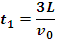 t₁ = 3L / v₀